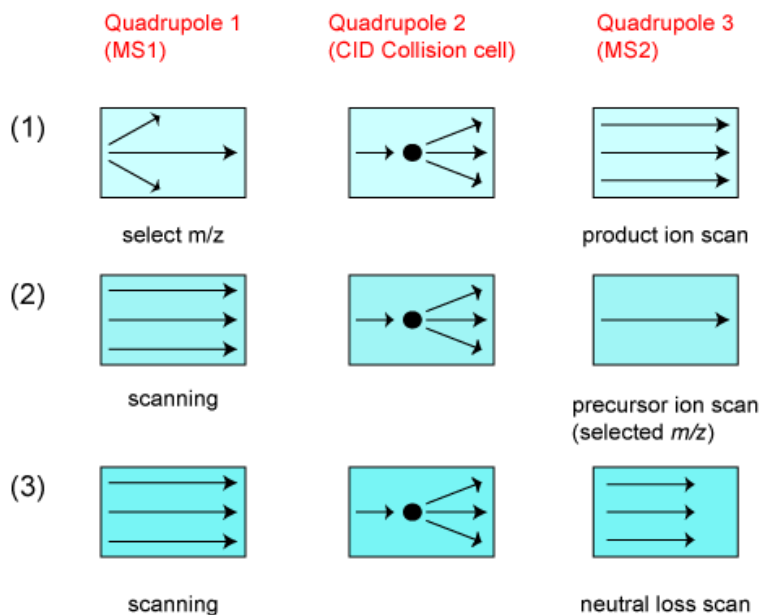 Quadrupole 1
(MS1)
Quadrupole 2
(CID Collision cell)
Quadrupole 3
(MS2)
(1)
select m/z
product ion scan
(2)
scanning
precursor ion scan
(selected m/z)
(3)
scanning
neutral loss scan